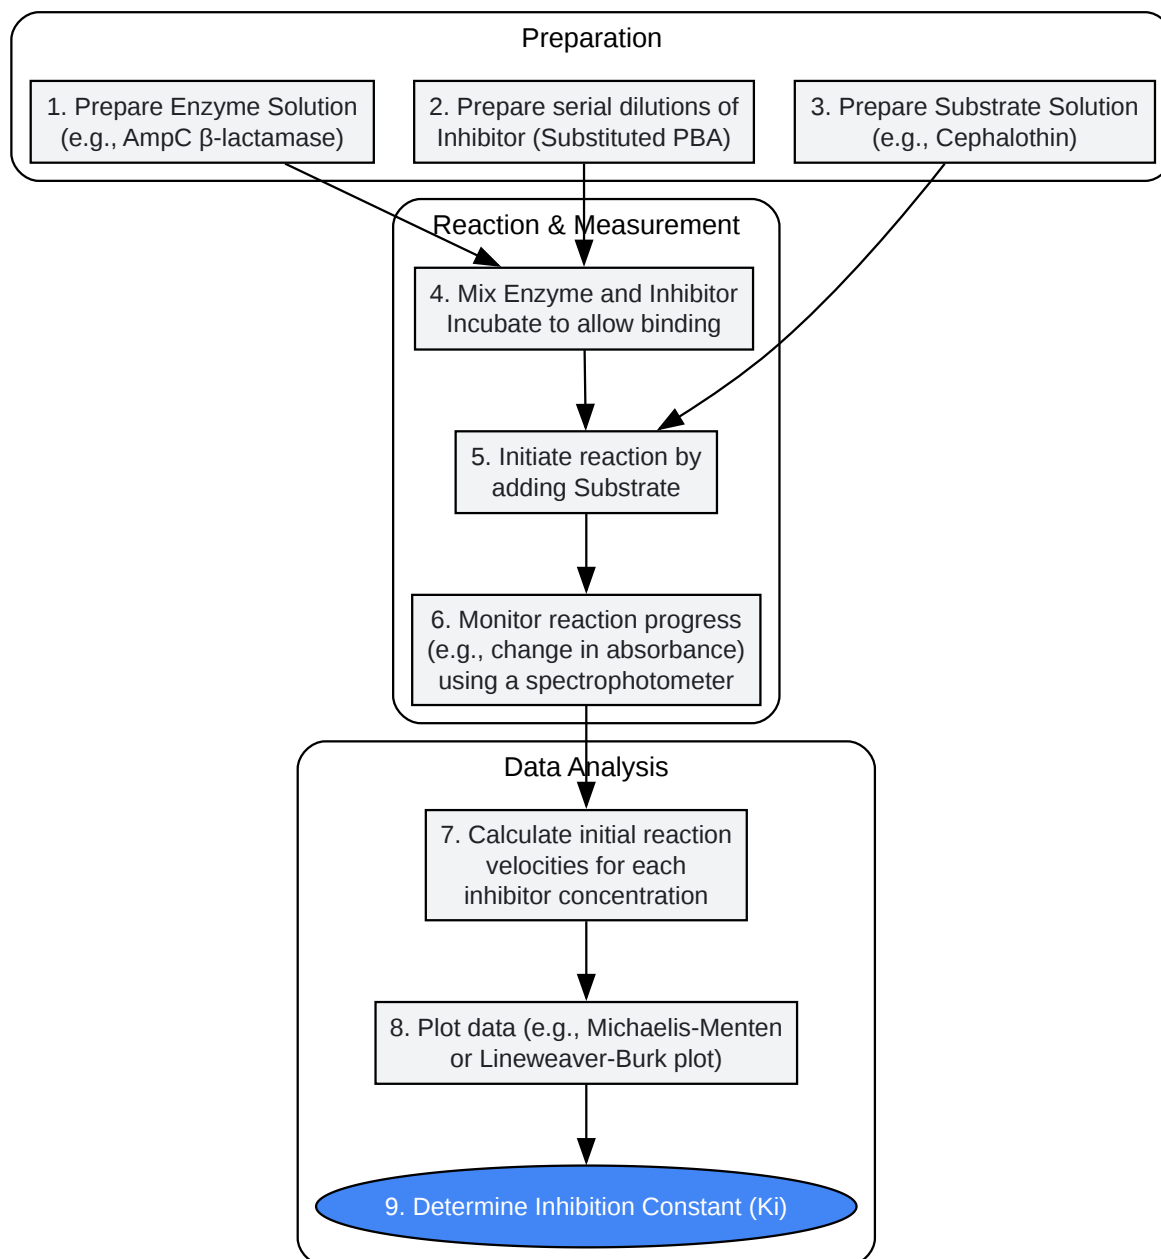 Preparation
1. Prepare Enzyme Solution
(e.g., AmpC β-lactamase)
2. Prepare serial dilutions of
Inhibitor (Substituted PBA)
3. Prepare Substrate Solution
(e.g., Cephalothin)
Reaction & Measurement
4. Mix Enzyme and Inhibitor
Incubate to allow binding
5. Initiate reaction by
adding Substrate
6. Monitor reaction progress
(e.g., change in absorbance)
using a spectrophotometer
Data Analysis
7. Calculate initial reaction
velocities for each
inhibitor concentration
8. Plot data (e.g., Michaelis-Menten
or Lineweaver-Burk plot)
9. Determine Inhibition Constant (Ki)